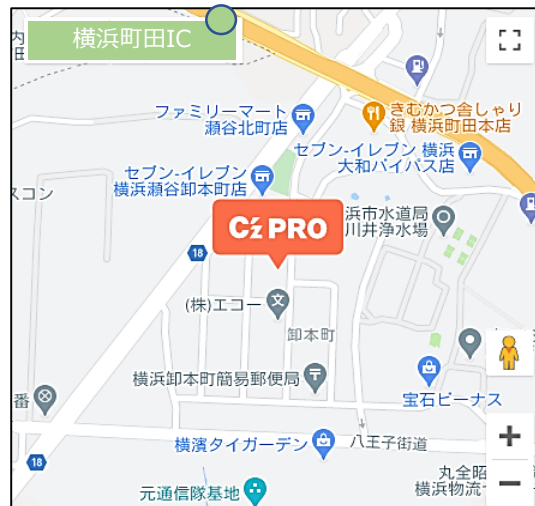 横浜町田IC
ファミリーマート
瀬谷北町店
きむかつ舎しゃり
銀 横浜町田本店
セブン-イレブン 横浜
大和バイパス店
セブン-イレブン
横浜瀬谷卸本町店
スコン
C'z PRO
浜市水道局
川井浄水場
18
(株)エコー
文
卸本町
横浜卸本町簡易郵便局
宝石ビーナス
番
横濱タイガーデン
八王子街道
18
丸全昭
横浜物流
元通信隊基地
+
−